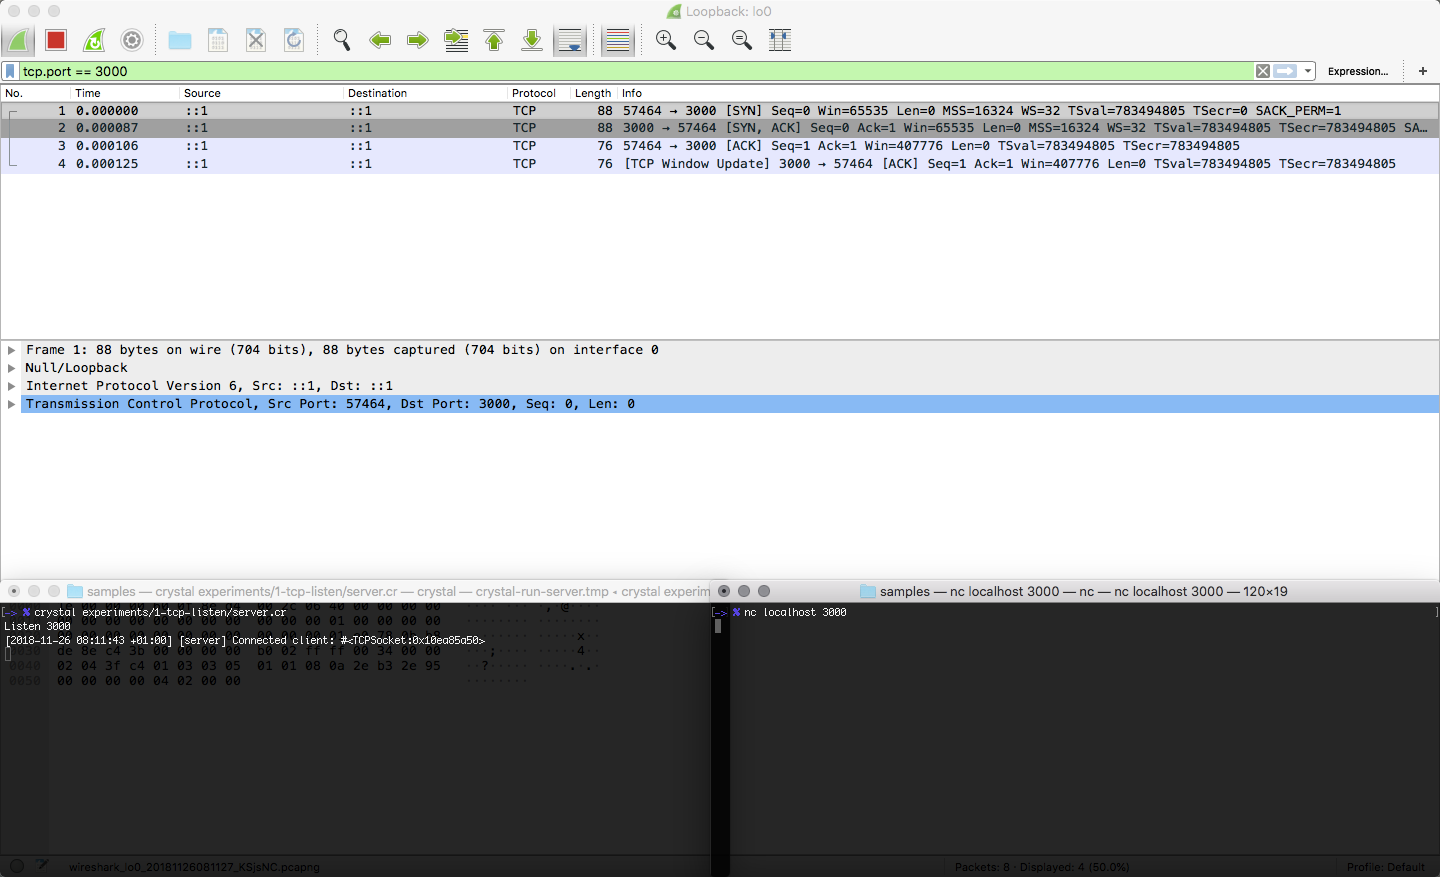 Loopback: lo0
tcp.port == 3000
Expression...
+
No. Time Source Destination Protocol Length Info
1 0.000000 ::1 ::1 TCP 88 57464 → 3000 [SYN] Seq=0 Win=65535 Len=0 MSS=16324 WS=32 TSval=783494805 TSecr=0 SACK_PERM=1
2 0.000087 ::1 ::1 TCP 88 3000 → 57464 [SYN, ACK] Seq=0 Ack=1 Win=65535 Len=0 MSS=16324 WS=32 TSval=783494805 TSecr=783494805 SA…
3 0.000106 ::1 ::1 TCP 76 57464 → 3000 [ACK] Seq=1 Ack=1 Win=407776 Len=0 TSval=783494805 TSecr=783494805
4 0.000125 ::1 ::1 TCP 76 [TCP Window Update] 3000 → 57464 [ACK] Seq=1 Ack=1 Win=407776 Len=0 TSval=783494805 TSecr=783494805
Frame 1: 88 bytes on wire (704 bits), 88 bytes captured (704 bits) on interface 0
Null/Loopback
Internet Protocol Version 6, Src: ::1, Dst: ::1
Transmission Control Protocol, Src Port: 57464, Dst Port: 3000, Seq: 0, Len: 0
samples — crystal experiments/1-tcp-listen/server.cr — crystal — crystal-run-server.tmp ◂ crystal experim
[-> % crystal experiments/1-tcp-listen/server.cr
Listen 3000
[2018-11-26 08:11:43 +01:00] [server] Connected client: #<TCPSocket:0x10ea85a50>
0030 de 8e c4 3b 00 00 00 00 b0 02 ff ff 00 34 00 00
0040 02 04 3f c4 01 03 03 05 01 01 08 0a 2e b3 2e 95
0050 00 00 00 00 04 02 00 00
samples — nc localhost 3000 — nc — nc localhost 3000 — 120×19
[-> % nc localhost 3000 ]
wireshark_lo0_20181126081127_KSjsNC.pcapng
Packets: 8 · Displayed: 4 (50.0%)
Profile: Default